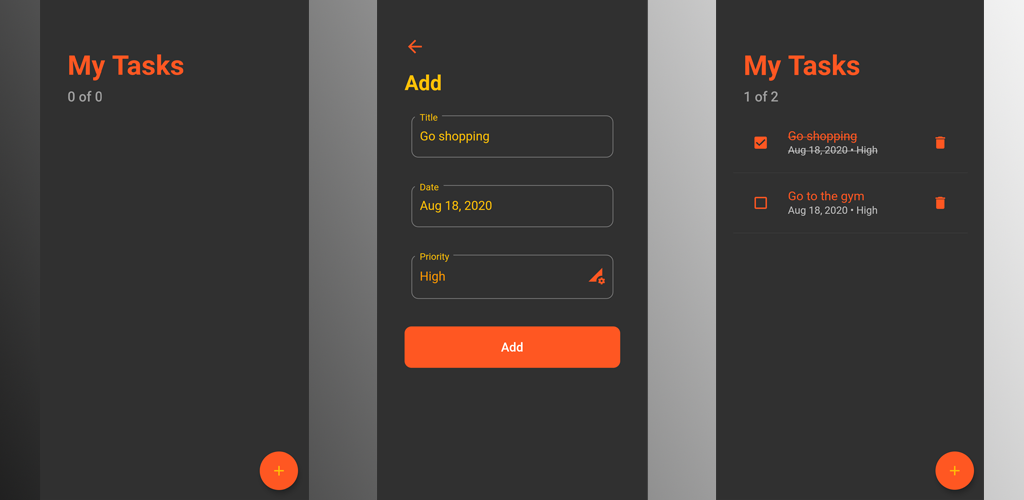 My Tasks
0 of 0
+
Add
Title
Go shopping
Date
Aug 18, 2020
Priority
High
Add
My Tasks
1 of 2
Go shopping
Aug 18, 2020 • High
Go to the gym
Aug 18, 2020 • High
+